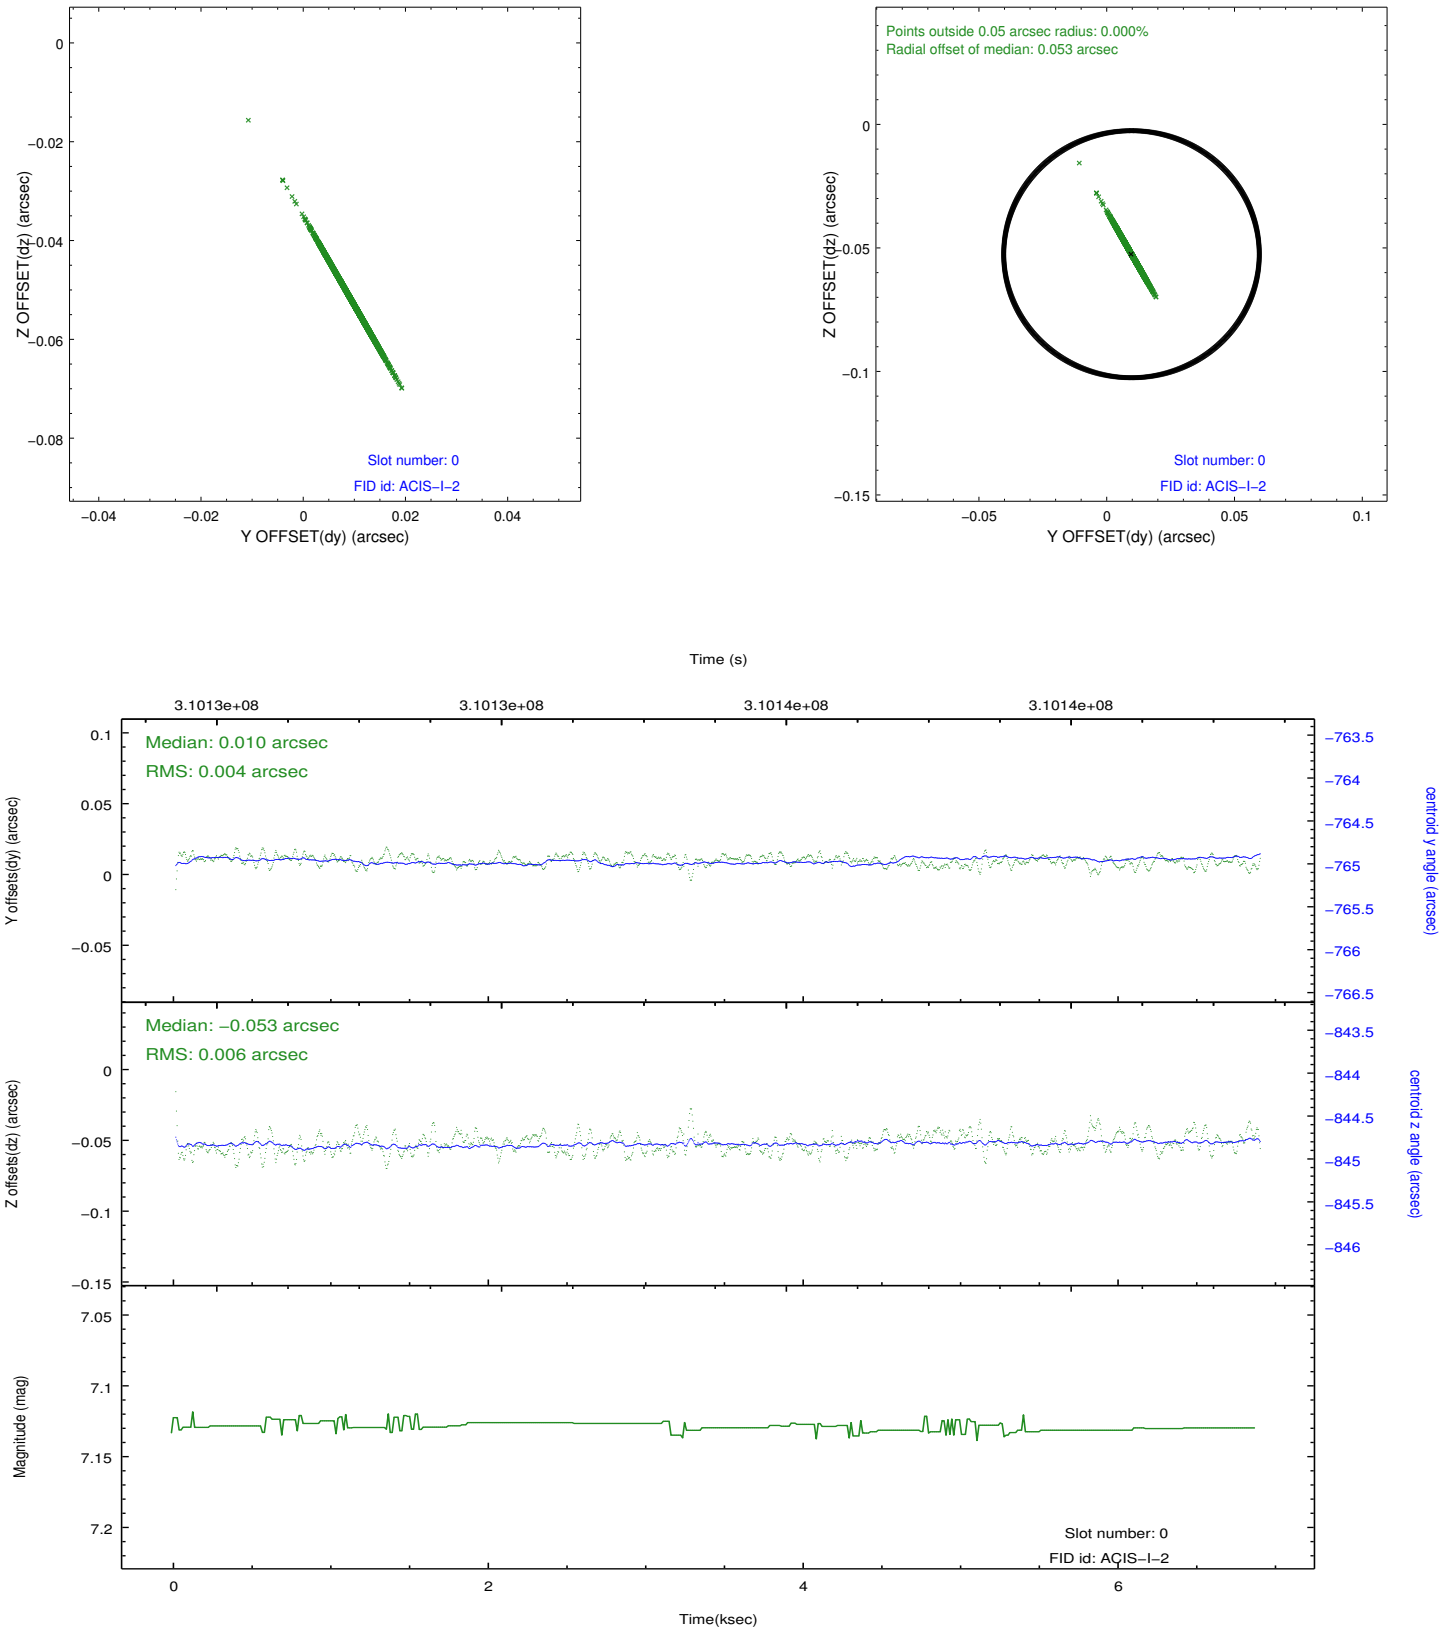 0
−0.02
−0.04
−0.06
−0.08
Z OFFSET(dz) (arcsec)
Slot number: 0
FID id: ACIS−I−2
−0.04
−0.02
0
0.02
0.04
Y OFFSET(dy) (arcsec)
Points outside 0.05 arcsec radius: 0.000%
Radial offset of median: 0.053 arcsec
0
−0.05
−0.1
−0.15
Z OFFSET(dz) (arcsec)
Slot number: 0
FID id: ACIS−I−2
−0.05
0
0.05
0.1
Y OFFSET(dy) (arcsec)
Time (s)
3.1013e+08
3.1013e+08
3.1014e+08
3.1014e+08
Median: 0.010 arcsec
RMS: 0.004 arcsec
0.1
0.05
0
−0.05
Y offsets(dy) (arcsec)
−763.5
−764
−764.5
−765
−765.5
−766
−766.5
centroid y angle (arcsec)
Median: −0.053 arcsec
RMS: 0.006 arcsec
0
−0.05
−0.1
−0.15
Z offsets(dz) (arcsec)
−843.5
−844
−844.5
−845
−845.5
−846
centroid z angle (arcsec)
7.05
7.1
7.15
7.2
Magnitude (mag)
Slot number: 0
FID id: ACIS−I−2
0
2
4
6
Time(ksec)